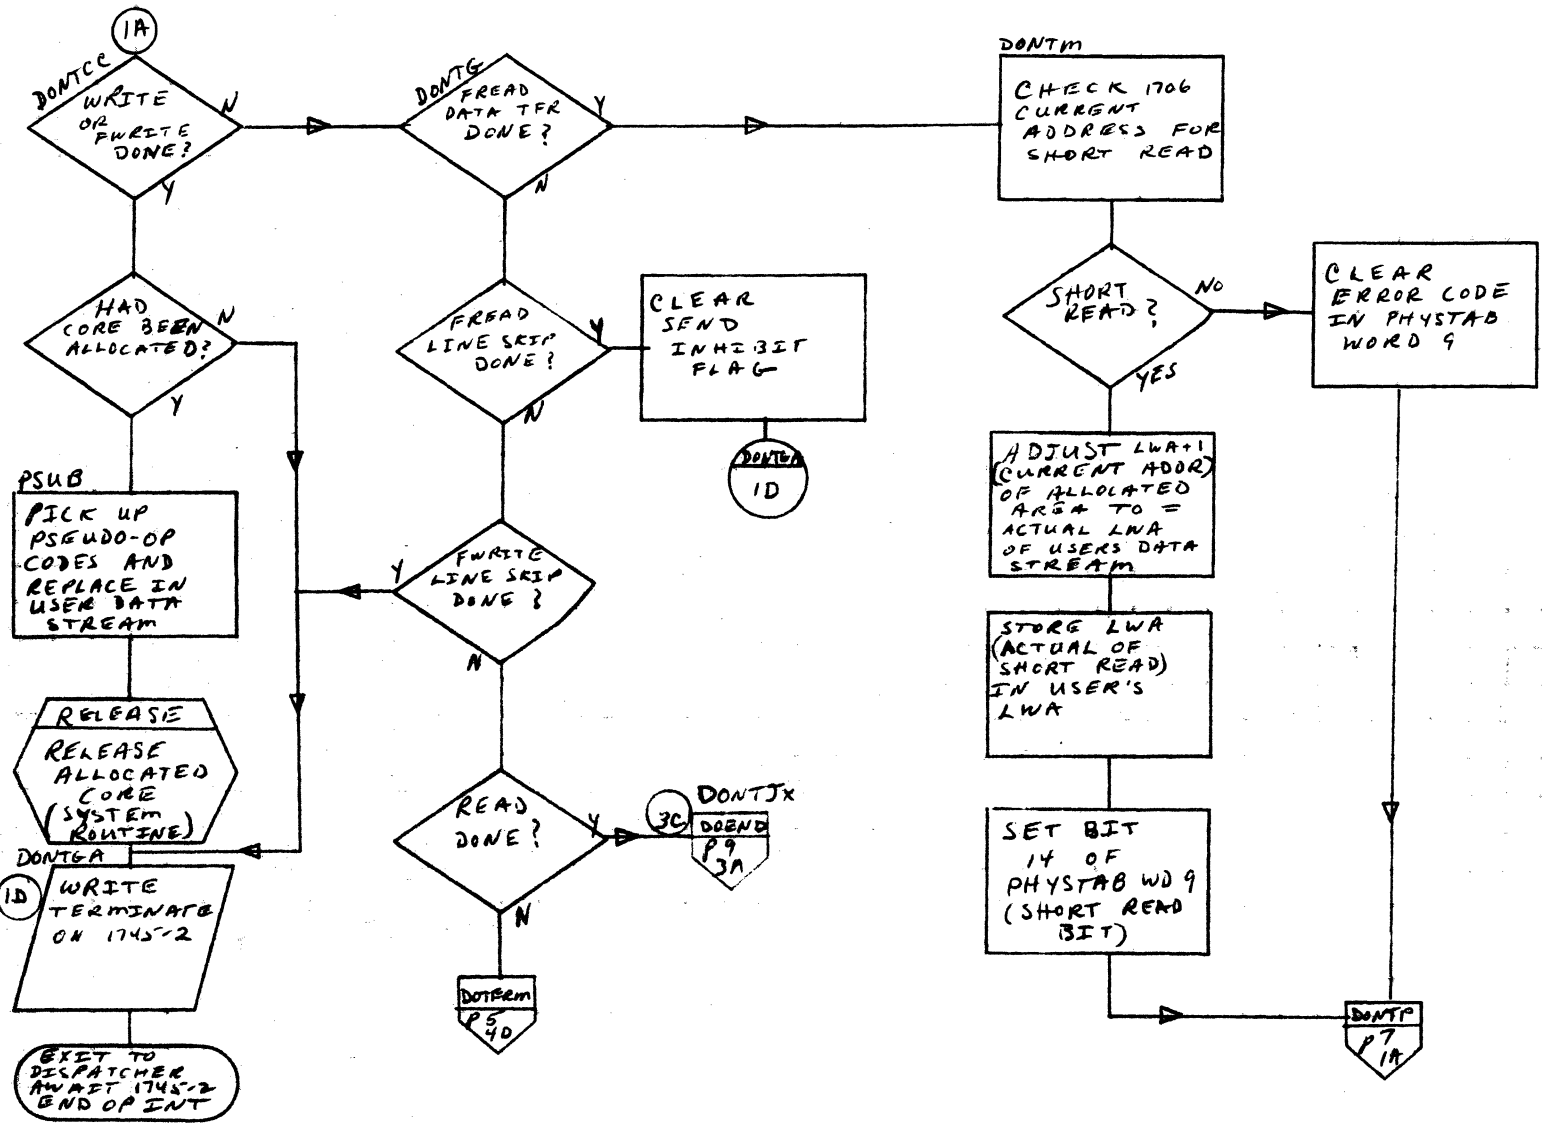 1A
DONTCC
WRITE
OR
FWRITE
DONE?
N
Y
HAD
CORE BEEN
ALLOCATED?
N
Y
PSUB
PICK UP
PSEUDO-OP
CODES AND
REPLACE IN
USER DATA
STREAM
RELEASE
RELEASE
ALLOCATED
CORE
(SYSTEM
ROUTINE)
DONTGA
1D
WRITE
TERMINATE
ON 1745-2
EXIT TO
DISPATCHER
AWAIT 1745-2
END OP INT
DONTG
FREAD
DATA TFR
DONE?
Y
N
FREAD
LINE SKIP
DONE?
Y
N
CLEAR
SEND
INHIBIT
FLAG
DONTGA
1D
FWRITE
LINE SKIP
DONE?
Y
N
READ
DONE?
Y
N
3C
DONTJX
DOEND
P9
3A
DOTERM
P5
4D
DONTM
CHECK 1706
CURRENT
ADDRESS FOR
SHORT READ
SHORT
READ?
NO
YES
CLEAR
ERROR CODE
IN PHYSTAB
WORD 9
ADJUST LWA+1
(CURRENT ADDR)
OF ALLOCATED
AREA TO =
ACTUAL LWA
OF USERS DATA
STREAM
STORE LWA
(ACTUAL OF
SHORT READ)
IN USER'S
LWA
SET BIT
14 OF
PHYSTAB WD 9
(SHORT READ
BIT)
DONTP
P7
1A